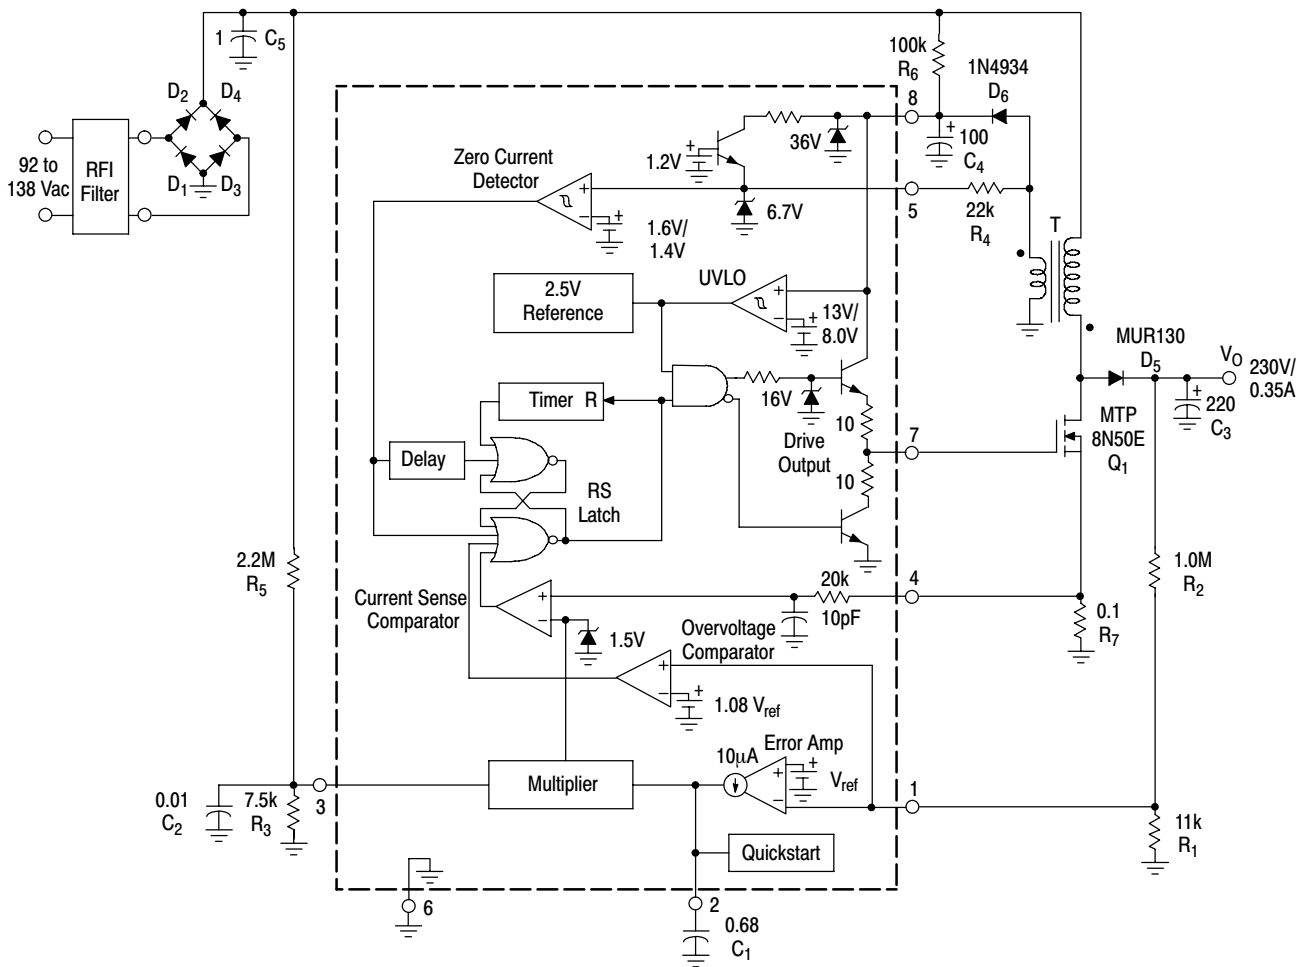 1
C5
100k
R6
1N4934
D6
D2
D4
8
92 to
138 Vac
RFI
Filter
D1
D3
36V
+
100
C4
+
1.2V
Zero Current
Detector
+
−
+
1.6V/
1.4V
6.7V
5
22k
R4
T
2.5V
Reference
UVLO
+
−
+
13V/
8.0V
MUR130
D5
VO
230V/
0.35A
+
220
C3
Timer
R
16V
10
Drive
Output
10
7
MTP
8N50E
Q1
Delay
RS
Latch
2.2M
R5
1.0M
R2
20k
10pF
4
0.1
R7
Current Sense
Comparator
+
−
1.5V
Overvoltage
Comparator
+
−
+
1.08 Vref
Multiplier
10μA
Error Amp
+
−
+
Vref
1
0.01
C2
7.5k
R3
3
11k
R1
Quickstart
6
2
0.68
C1